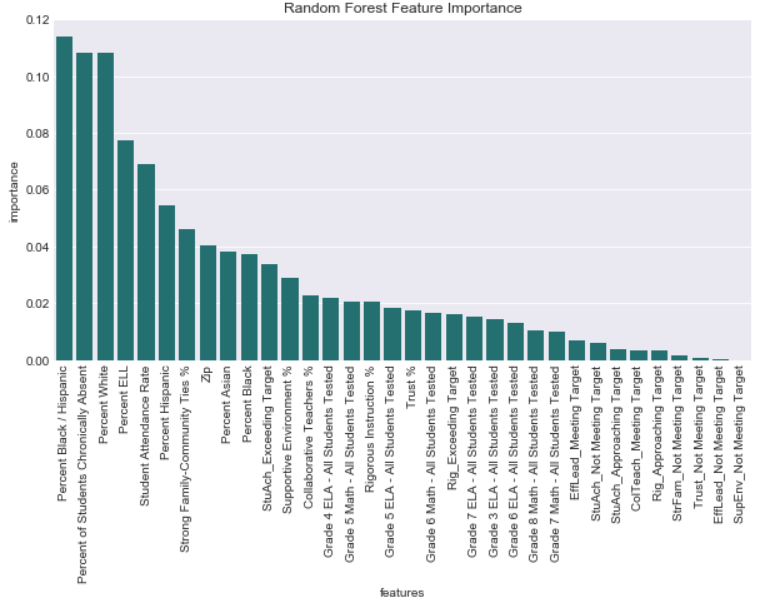 Random Forest Feature Importance
importance
0.12
0.10
0.08
0.06
0.04
0.02
0.00
Percent Black / Hispanic
Percent of Students Chronically Absent
Percent White
Percent ELL
Student Attendance Rate
Percent Hispanic
Strong Family-Community Ties %
Zip
Percent Asian
Percent Black
StuAch_Exceeding Target
Supportive Environment %
Collaborative Teachers %
Grade 4 ELA - All Students Tested
Grade 5 Math - All Students Tested
Rigorous Instruction %
Grade 5 ELA - All Students Tested
Trust %
Grade 6 Math - All Students Tested
Rig_Exceeding Target
Grade 7 ELA - All Students Tested
Grade 3 ELA - All Students Tested
Grade 6 ELA - All Students Tested
Grade 8 Math - All Students Tested
Grade 7 Math - All Students Tested
EffLead_Meeting Target
StuAch_Not Meeting Target
StuAch_Approaching Target
ColTeach_Meeting Target
Rig_Approaching Target
StrFam_Not Meeting Target
Trust_Not Meeting Target
EffLead_Not Meeting Target
SupEnv_Not Meeting Target
features